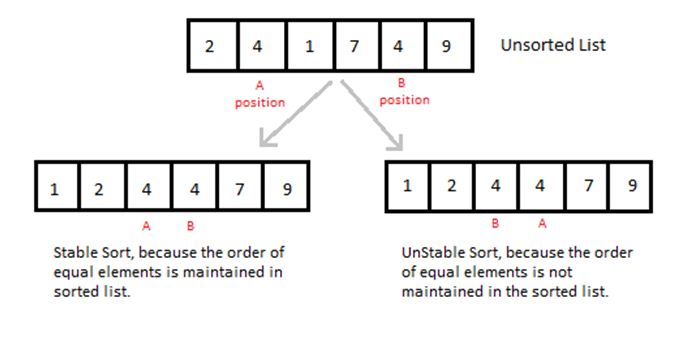 2 4 1 7 4 9 Unsorted List
A position B position
1 2 4 4 7 9
A B
Stable Sort, because the order of
equal elements is maintained in
sorted list.
1 2 4 4 7 9
B A
UnStable Sort, because the order
of equal elements is not
maintained in the sorted list.